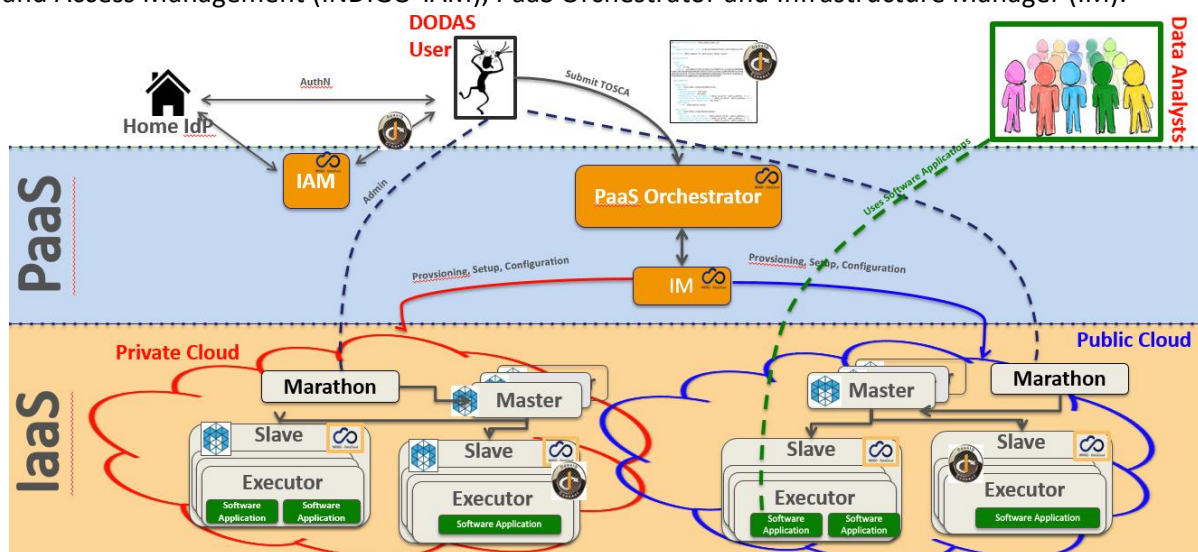 and Access Management (INDIGO-IAM), PaaS Orchestrator and Infrastructure Manager (IM).
DODAS
User
Data Analysts
AuthN
Submit TOSCA
Home IdP
PaaS
IAM
Admin
PaaS Orchestrator
Uses Software Applications
Provsioning, Setup, Configuration
Provsioning, Setup, Configuration
IM
IaaS
Private Cloud
Public Cloud
Marathon
Master
Master
Marathon
Slave
Slave
Slave
Slave
Executor
Executor
Executor
Executor
Software
Application
Software
Application
Software Application
Software
Application
Software
Application
Software Application